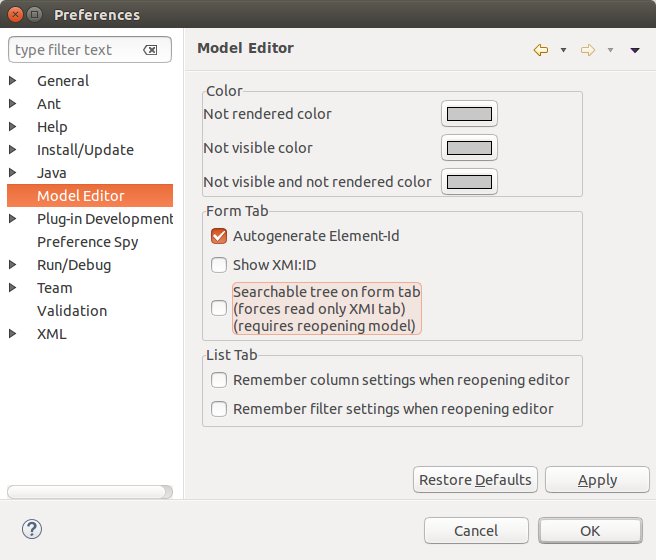 Preferences
type filter text
General
Ant
Help
Install/Update
Java
Model Editor
Plug-in Development
Preference Spy
Run/Debug
Team
Validation
XML
Model Editor
Color
Not rendered color
Not visible color
Not visible and not rendered color
Form Tab
Autogenerate Element-Id
Show XMI:ID
Searchable tree on form tab
(forces read only XMI tab)
(requires reopening model)
List Tab
Remember column settings when reopening editor
Remember filter settings when reopening editor
Restore Defaults
Apply
?
Cancel
OK